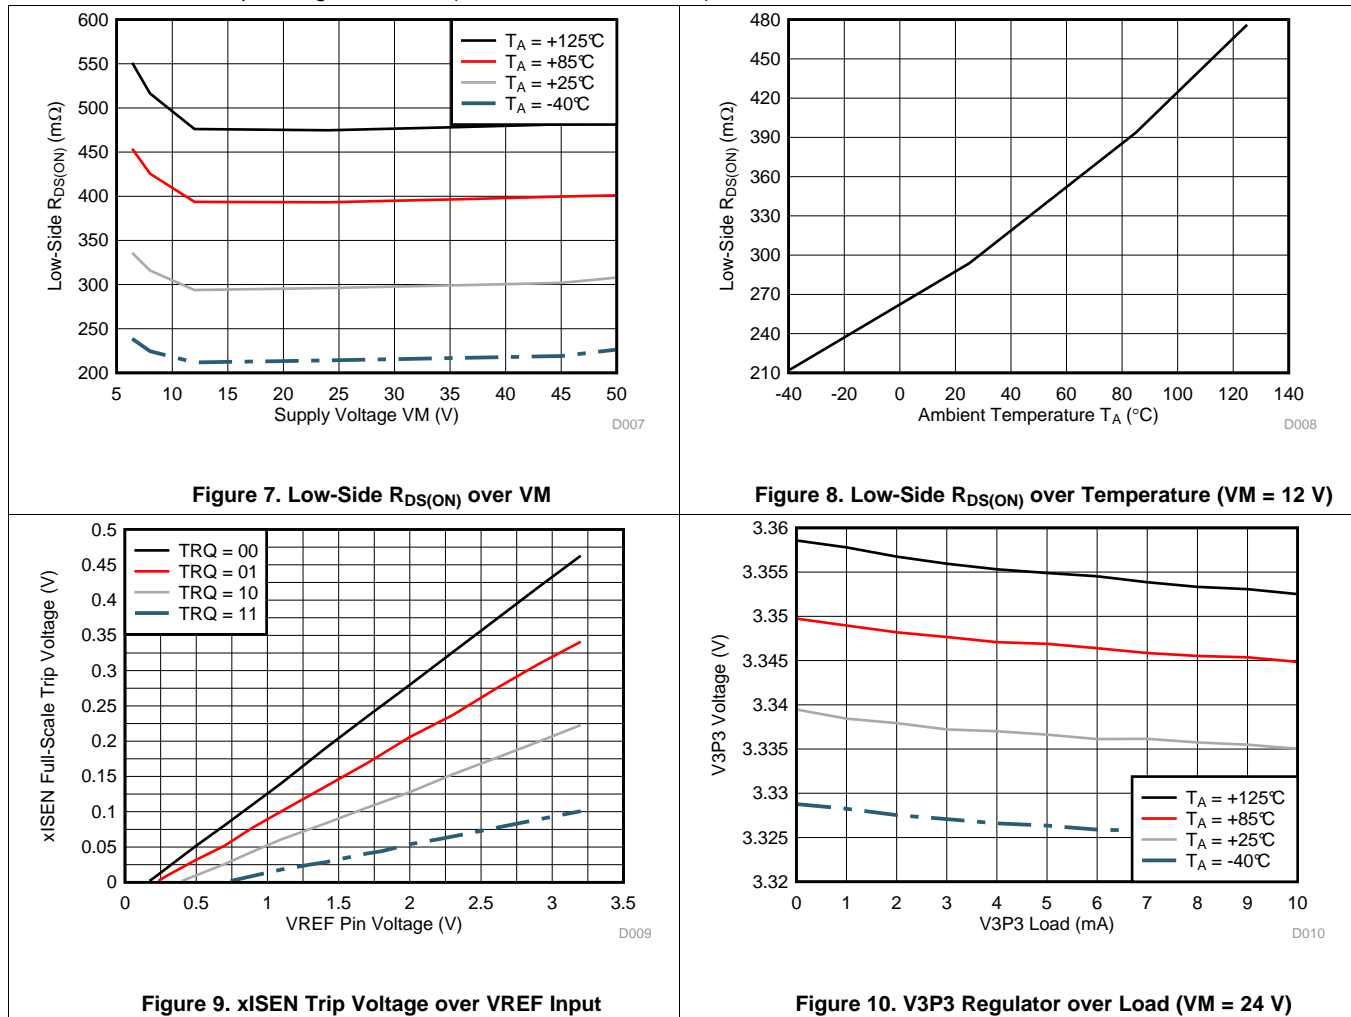 600
550
500
450
400
350
300
250
200
5 10 15 20 25 30 35 40 45 50
Low-Side RDS(ON) (mΩ)
Supply Voltage VM (V)
TA = +125°C
TA = +85°C
TA = +25°C
TA = -40°C
D007
Figure 7. Low-Side RDS(ON) over VM
480
450
420
390
360
330
300
270
240
210
-40 -20 0 20 40 60 80 100 120 140
Low-Side RDS(ON) (mΩ)
Ambient Temperature TA (°C)
D008
Figure 8. Low-Side RDS(ON) over Temperature (VM = 12 V)
0.5
0.45
0.4
0.35
0.3
0.25
0.2
0.15
0.1
0.05
0
0 0.5 1 1.5 2 2.5 3 3.5
xISEN Full-Scale Trip Voltage (V)
VREF Pin Voltage (V)
TRQ = 00
TRQ = 01
TRQ = 10
TRQ = 11
D009
Figure 9. xISEN Trip Voltage over VREF Input
3.36
3.355
3.35
3.345
3.34
3.335
3.33
3.325
3.32
0 1 2 3 4 5 6 7 8 9 10
V3P3 Voltage (V)
V3P3 Load (mA)
TA = +125°C
TA = +85°C
TA = +25°C
TA = -40°C
D010
Figure 10. V3P3 Regulator over Load (VM = 24 V)